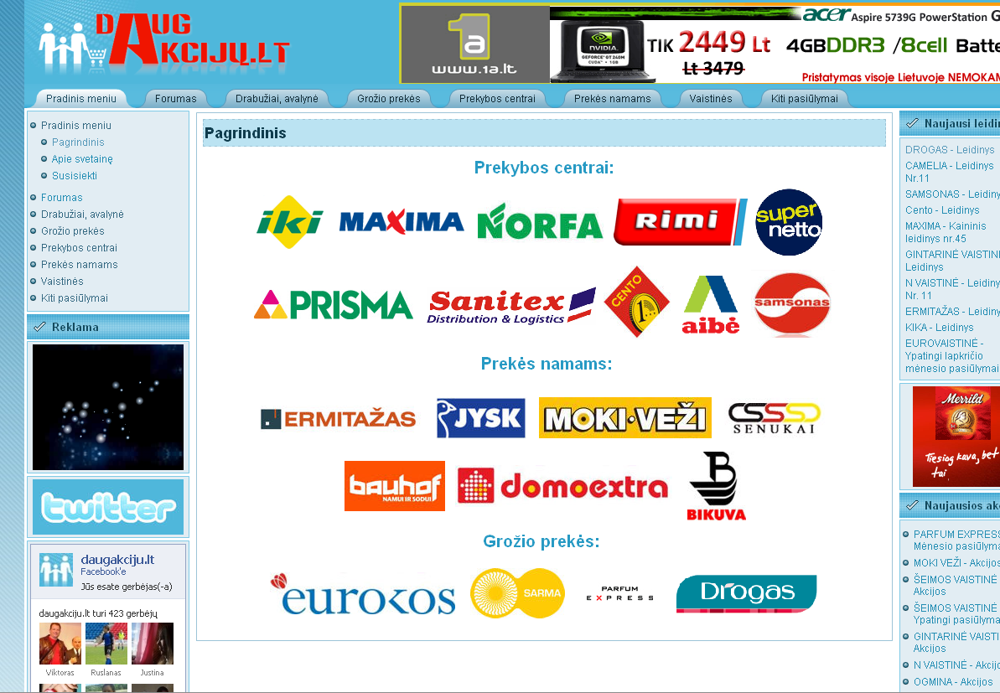 DAUG
AKCIJŲ.LT
1a
www.1a.lt
acer Aspire 5739G PowerStation G
NVIDIA.
GEFORCE GT 240M
CUDA 1GB
TIK 2449 Lt
Lt 3479
4GBDDR3 /8cell Batte
Pristatymas visoje Lietuvoje NEMOKAM
Pradinis meniu
Forumas
Drabužiai, avalynė
Grožio prekės
Prekybos centrai
Prekės namams
Vaistinės
Kiti pasiūlymai
Pradinis meniu
Pagrindinis
Apie svetainę
Susisiekti
Forumas
Drabužiai, avalynė
Grožio prekės
Prekybos centrai
Prekės namams
Vaistinės
Kiti pasiūlymai
Reklama
twitter
daugakciju.lt
Facebook'e
Jūs esate gerbėjas(-a)
daugakciju.lt turi 423 gerbėjų
Viktoras
Ruslanas
Justina
Pagrindinis
Prekybos centrai:
iki
MAXIMA
NORFA
RIMI
super
netto
PRISMA
Sanitex
Distribution & Logistics
CENTO
1
aibė
samsonas
Prekės namams:
ERMITAŽAS
JYSK
MOKI·VEŽI
CSSSD
SENUKAI
bauhof
NAMUI IR SODUI
domoextra
BIKUVA
Grožio prekės:
eurokos
SARMA
PARFUM
EXPRESS
Drogas
Naujausi leidin
DROGAS - Leidinys
CAMELIA - Leidinys
Nr.11
SAMSONAS - Leidiny
Cento - Leidinys
MAXIMA - Kaininis
leidinys nr.45
GINTARINĖ VAISTIN
Leidinys
N VAISTINĖ - Leidiny
Nr. 11
ERMITAŽAS - Leidiny
KIKA - Leidinys
EUROVAISTINĖ -
Ypatingi lapkričio
mėnesio pasiūlymai
Merrild
Tiesiog kava, bet
tai
Naujausios ak
PARFUM EXPRESS
Mėnesio pasiūlyma
MOKI VEŽI - Akcijos
ŠEIMOS VAISTINĖ
Akcijos
ŠEIMOS VAISTINĖ
Ypatingi pasiūlyma
GINTARINĖ VAISTI
Akcijos
N VAISTINĖ - Akcijo
OGMINA - Akcijos